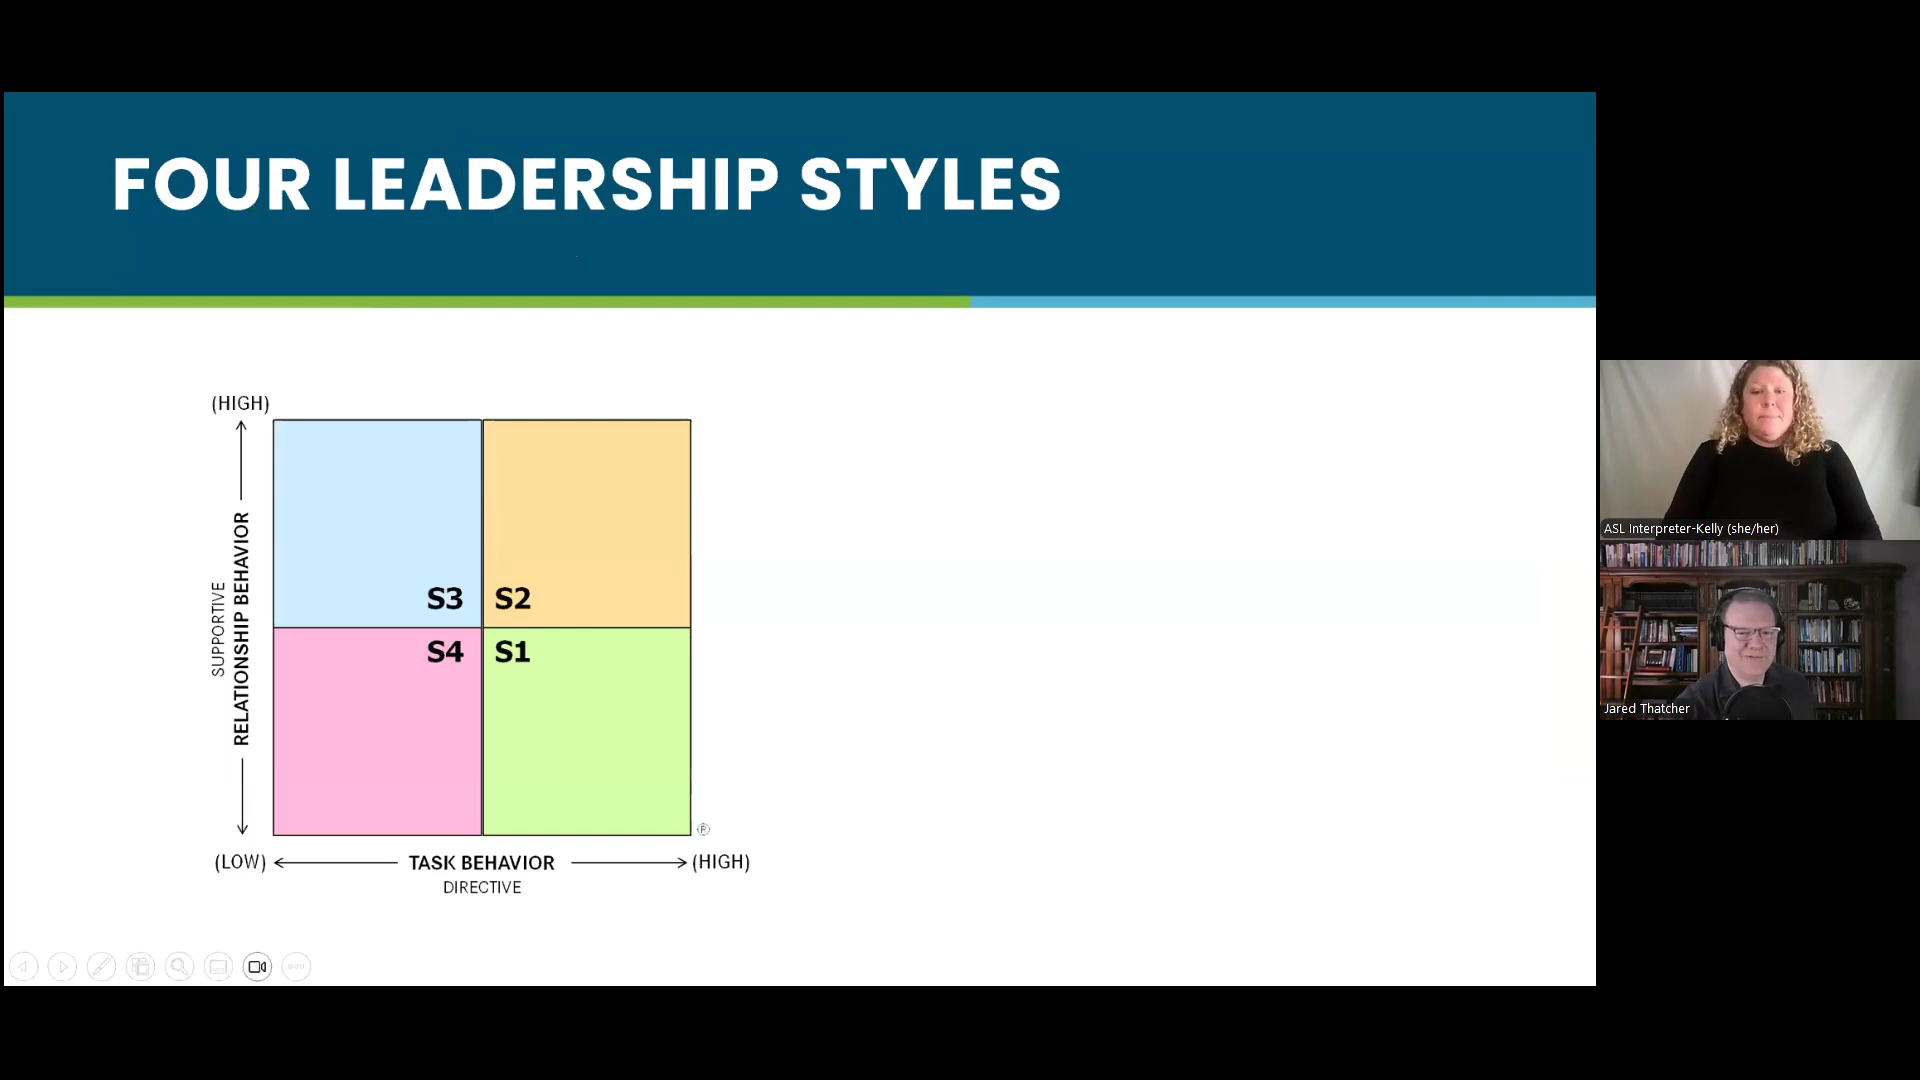 FOUR LEADERSHIP STYLES
(HIGH)
SUPPORTIVE
RELATIONSHIP BEHAVIOR
S3
S2
S4
S1
®
(LOW)
TASK BEHAVIOR
(HIGH)
DIRECTIVE
ASL Interpreter-Kelly (she/her)
Jared Thatcher